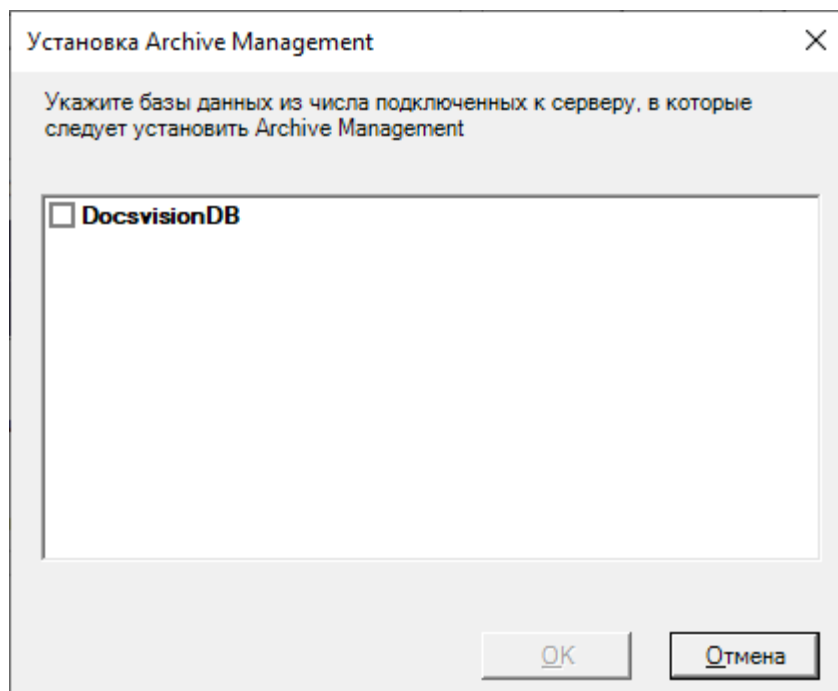 Установка Archive Management
Укажите базы данных из числа подключенных к серверу, в которые
следует установить Archive Management
DocsvisionDB
OK
Отмена